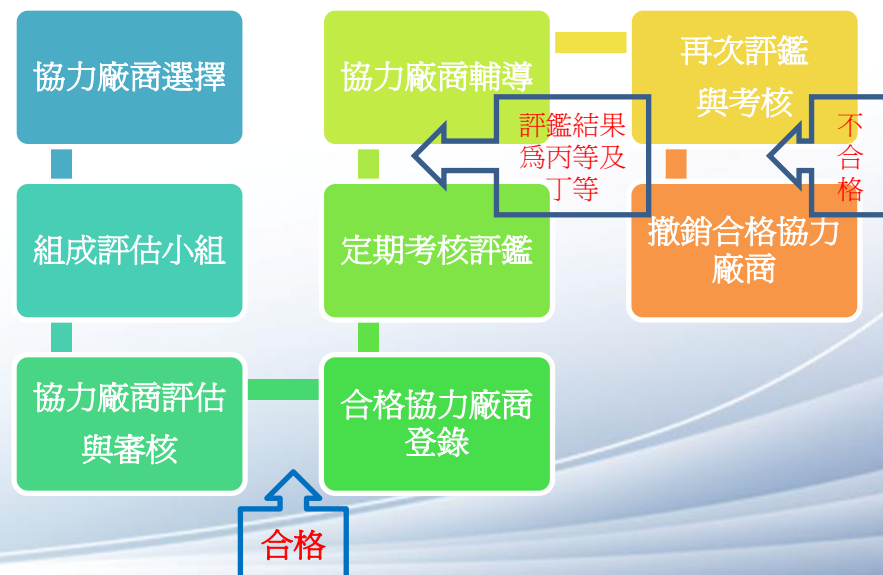 協力廠商選擇
組成評估小組
協力廠商評估
與審核
合格
合格協力廠商
登錄
定期考核評鑑
評鑑結果
爲丙等及
丁等
協力廠商輔導
再次評鑑
與考核
不
合
格
撤銷合格協力
廠商